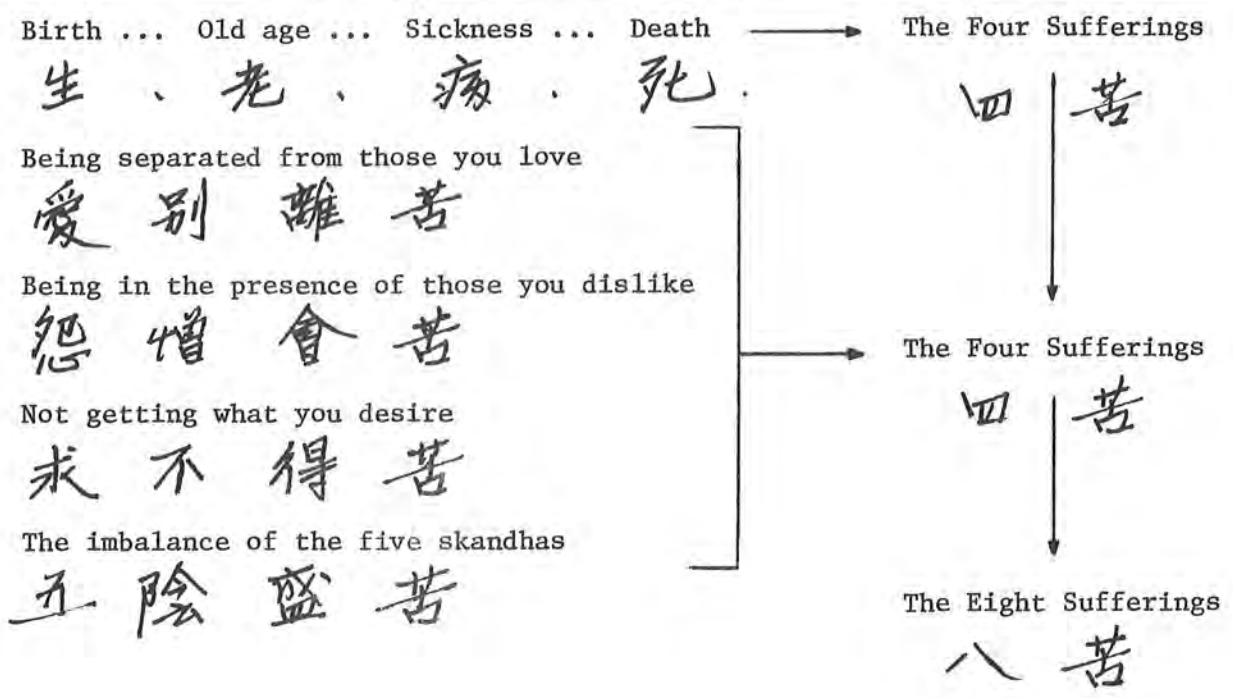 Birth ... Old age ... Sickness ... Death
生、老、病、死.
Being separated from those you love
愛別離苦
Being in the presence of those you dislike
怨憎會苦
Not getting what you desire
求不得苦
The imbalance of the five skandhas
五陰盛苦
The Four Sufferings
四苦
The Four Sufferings
四苦
The Eight Sufferings
八苦